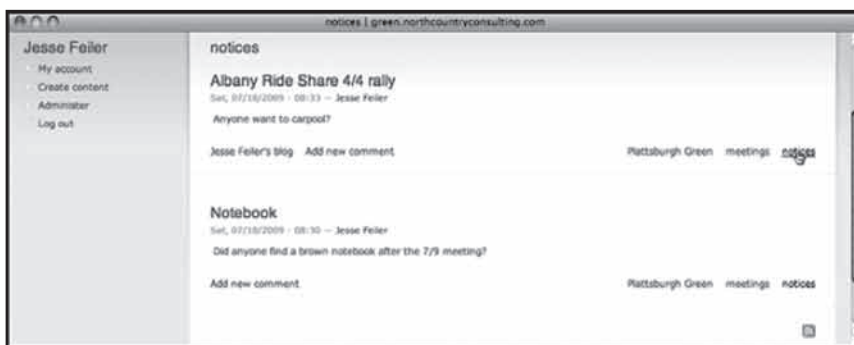 notices | green.northcountryconsulting.com
Jesse Feiler
My account
Create content
Administer
Log out
notices
Albany Ride Share 4/4 rally
Sat, 07/18/2009 - 08:33 — Jesse Feiler
Anyone want to carpool?
Jesse Feiler's blog Add new comment Plattsburgh Green meetings notices
Notebook
Sat, 07/18/2009 - 08:30 — Jesse Feiler
Did anyone find a brown notebook after the 7/9 meeting?
Add new comment Plattsburgh Green meetings notices